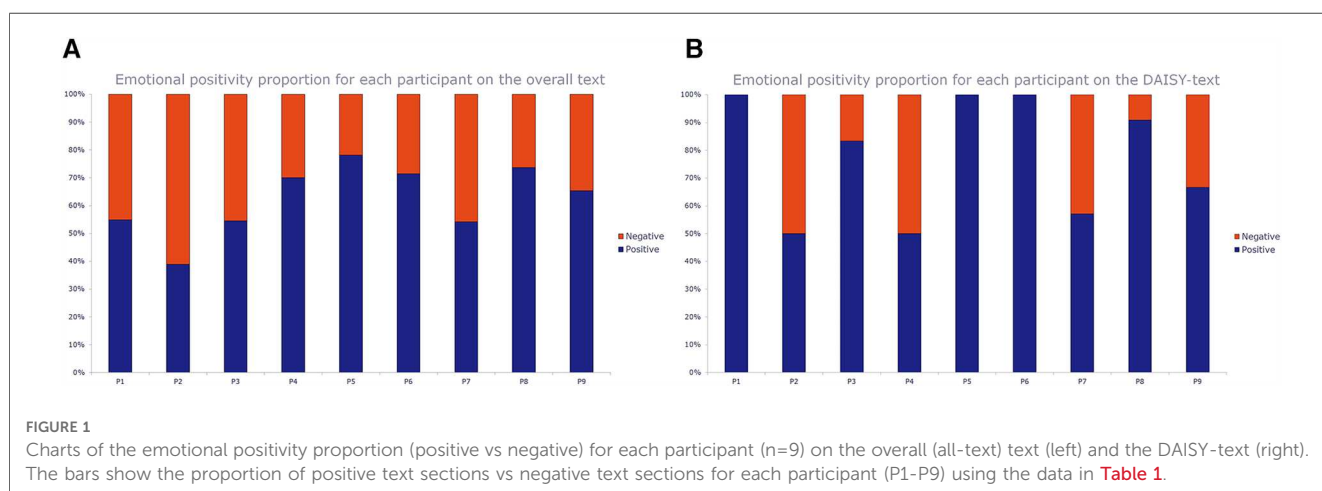 A
Emotional positivity proportion for each participant on the overall text
100%
90%
80%
70%
60%
50%
40%
30%
20%
10%
0%
P1 P2 P3 P4 P5 P6 P7 P8 P9
Negative
Positive
B
Emotional positivity proportion for each participant on the DAISY-text
100%
90%
80%
70%
60%
50%
40%
30%
20%
10%
0%
P1 P2 P3 P4 P5 P6 P7 P8 P9
Negative
Positive
FIGURE 1
Charts of the emotional positivity proportion (positive vs negative) for each participant (n=9) on the overall (all-text) text (left) and the DAISY-text (right).
The bars show the proportion of positive text sections vs negative text sections for each participant (P1-P9) using the data in Table 1.